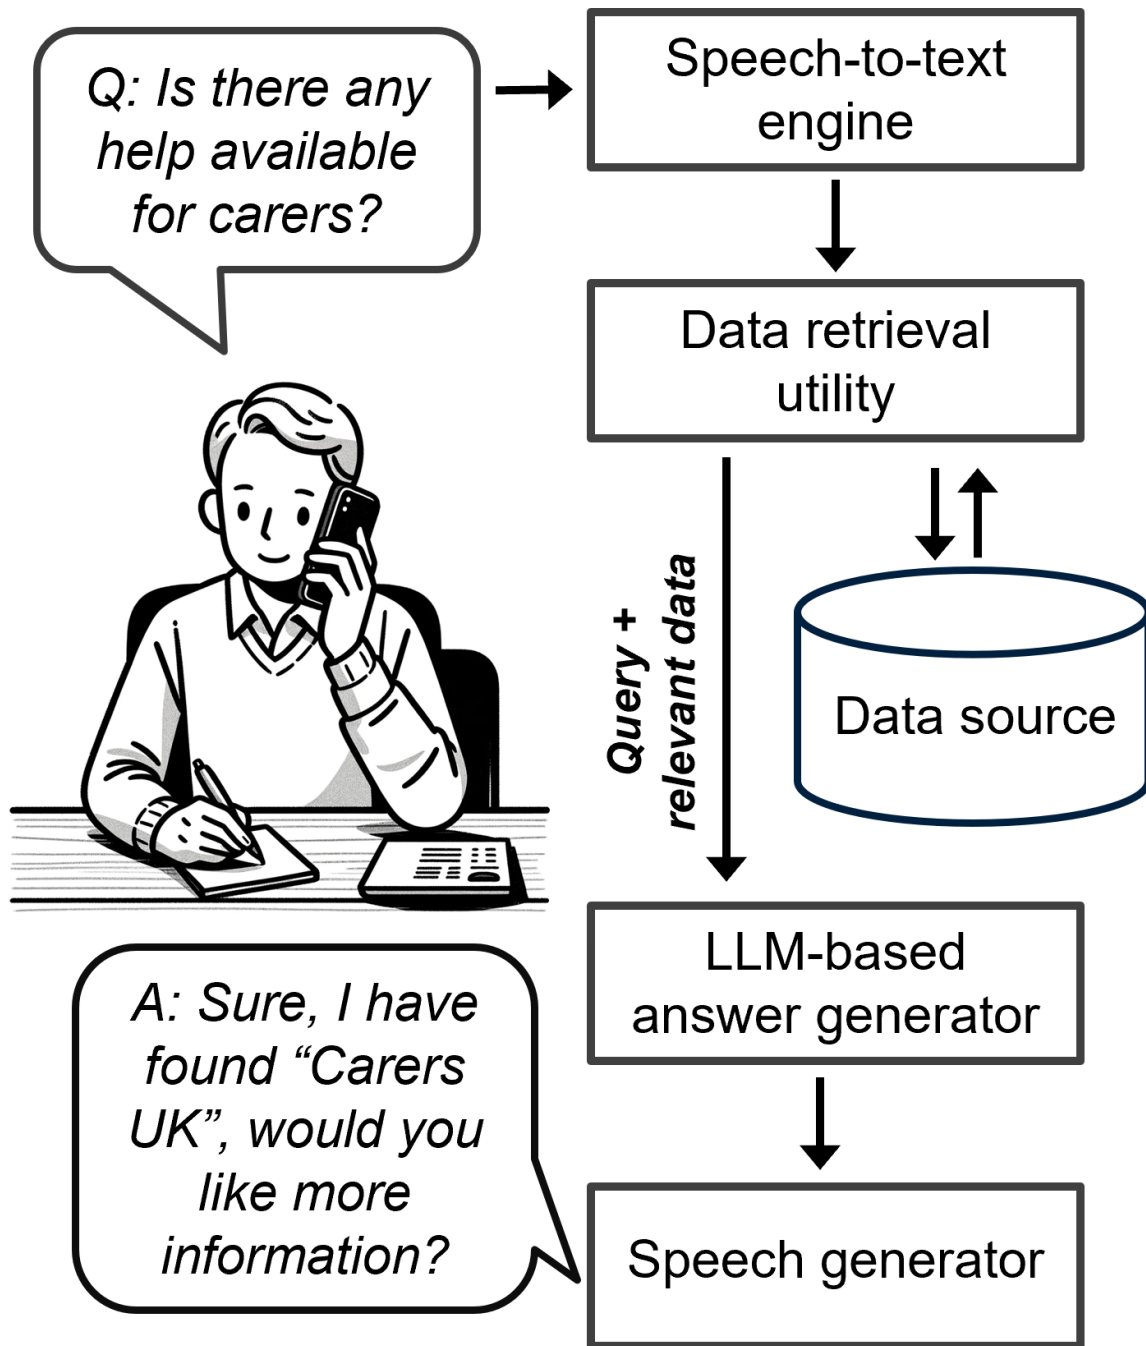 Q: Is there any
help available
for carers?
Speech-to-text
engine
Data retrieval
utility
Query +
relevant data
Data source
LLM-based
answer generator
A: Sure, I have
found “Carers
UK”, would you
like more
information?
Speech generator